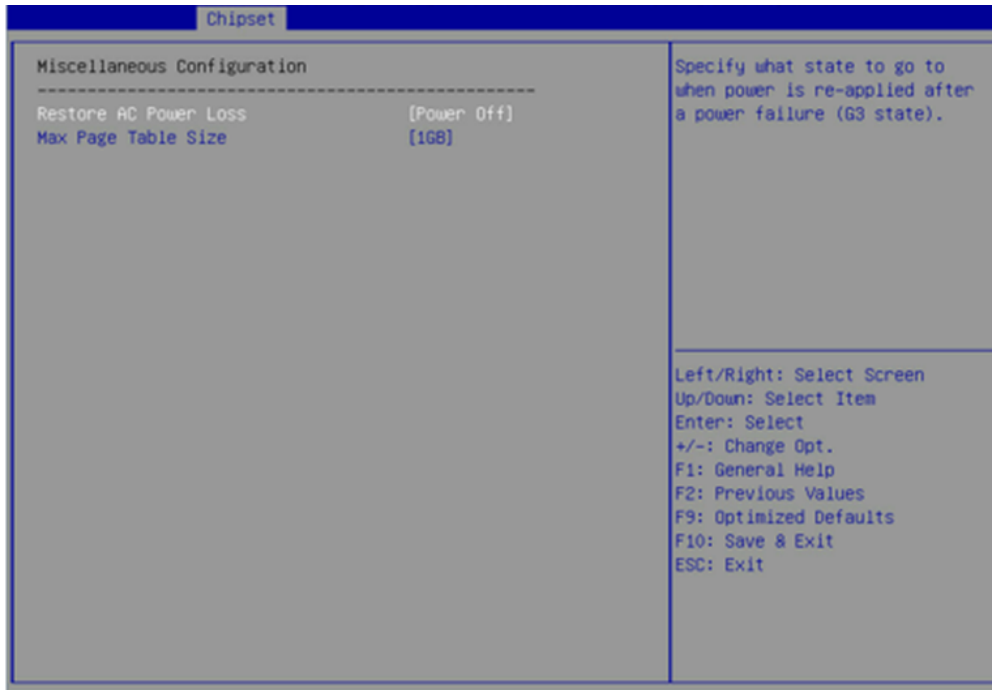 Chipset
Miscellaneous Configuration
--------------------------------------------------
Restore AC Power Loss [Power Off]
Max Page Table Size [1GB]
Specify what state to go to
when power is re-applied after
a power failure (G3 state).
Left/Right: Select Screen
Up/Down: Select Item
Enter: Select
+/-: Change Opt.
F1: General Help
F2: Previous Values
F9: Optimized Defaults
F10: Save & Exit
ESC: Exit